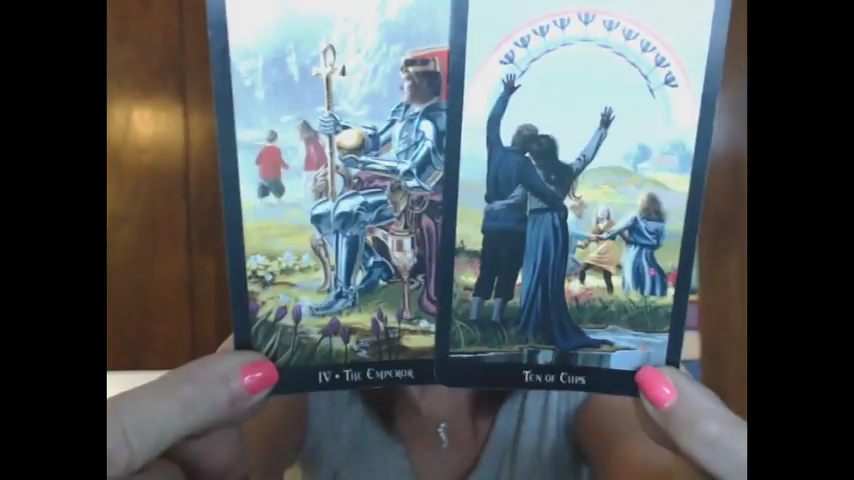 IV • The Emperor
Ten of Cups